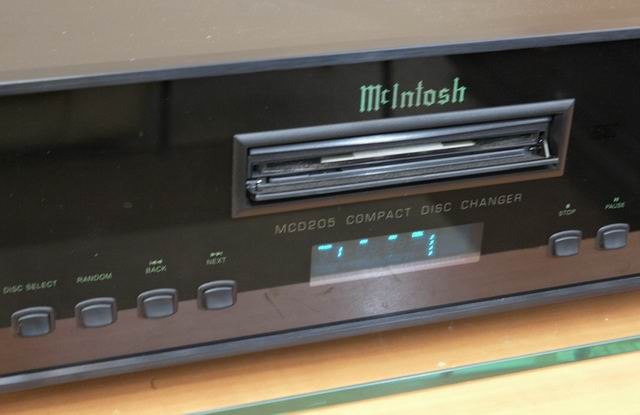 McIntosh
MCD205 COMPACT DISC CHANGER
DISC SELECT
RANDOM
BACK
NEXT
STOP
PAUSE